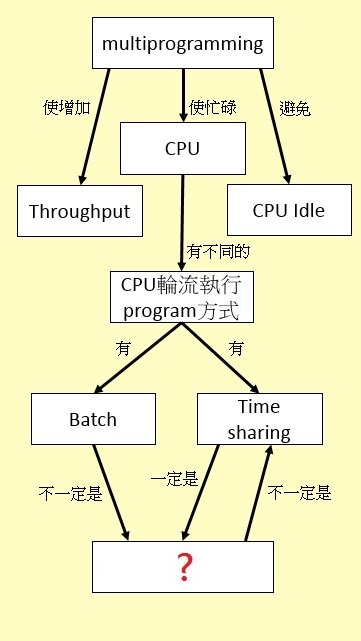 multiprogramming
使增加
使忙碌
避免
CPU
Throughput
CPU Idle
有不同的
CPU輪流執行
program方式
有
有
Batch
Time
sharing
不一定是
一定是
不一定是
?